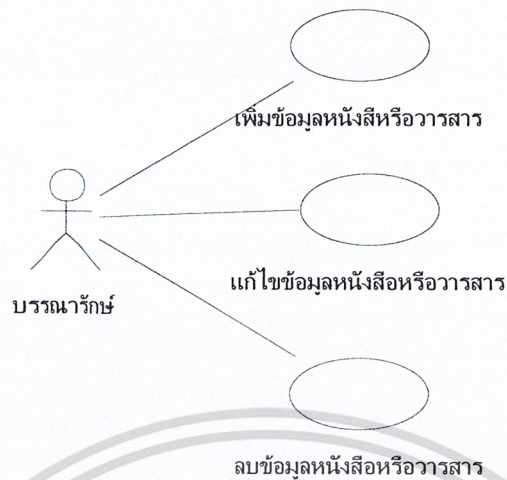 เพิ่มข้อมูลหนังสืหรือวารสาร
แก้ไขข้อมูลหนังสือหรือวารสาร
บรรณารักษ์
ลบข้อมูลหนังสือหรือวารสาร